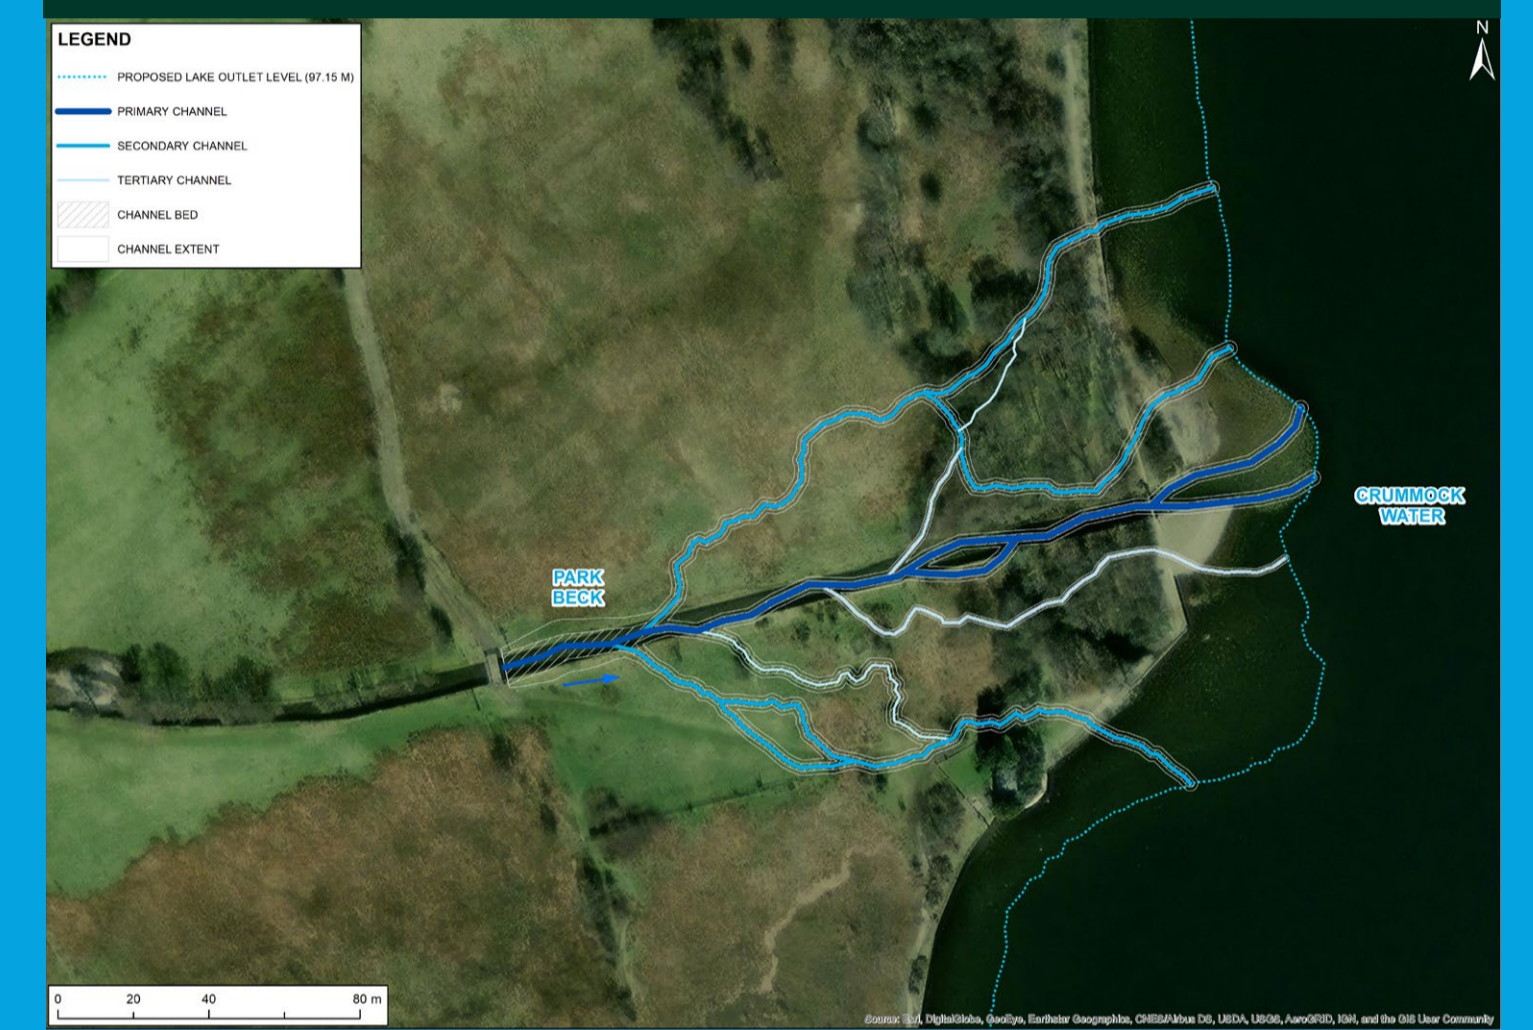 LEGEND
PROPOSED LAKE OUTLET LEVEL (97.15 M)
PRIMARY CHANNEL
SECONDARY CHANNEL
TERTIARY CHANNEL
CHANNEL BED
CHANNEL EXTENT
N
CRUMMOCK
WATER
PARK
BECK
0 20 40 80 m
Source: Esri, DigitalGlobe, GeoEye, Earthstar Geographics, CNES/Airbus DS, USDA, USGS, AeroGRID, IGN, and the GIS User Community